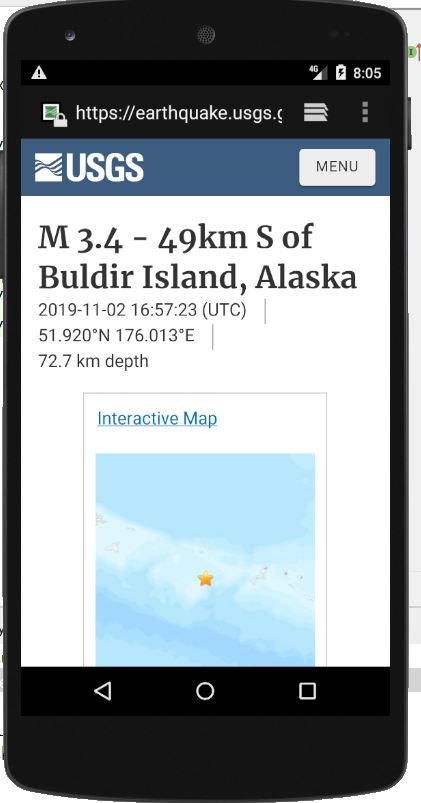 4G 8:05
https://earthquake.usgs.g
USGS
MENU
M 3.4 - 49km S of
Buldir Island, Alaska
2019-11-02 16:57:23 (UTC)
51.920°N 176.013°E
72.7 km depth
Interactive Map